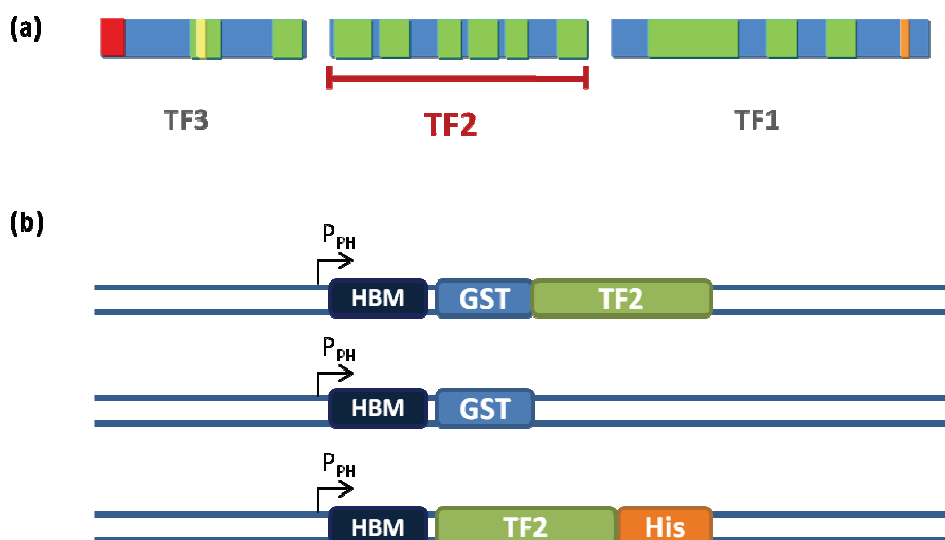 (a)
TF3 TF2 TF1
(b)
PPH
HBM GST TF2
PPH
HBM GST
PPH
HBM TF2 His